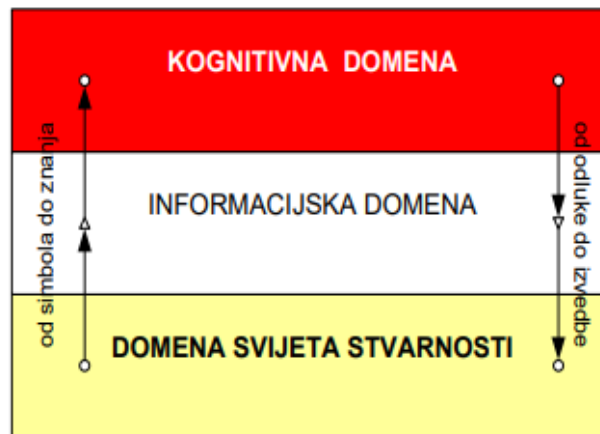 KOGNITIVNA DOMENA
od simbola do znanja
INFORMACIJSKA DOMENA
od odluke do izvedbe
DOMENA SVIJETA STVARNOSTI